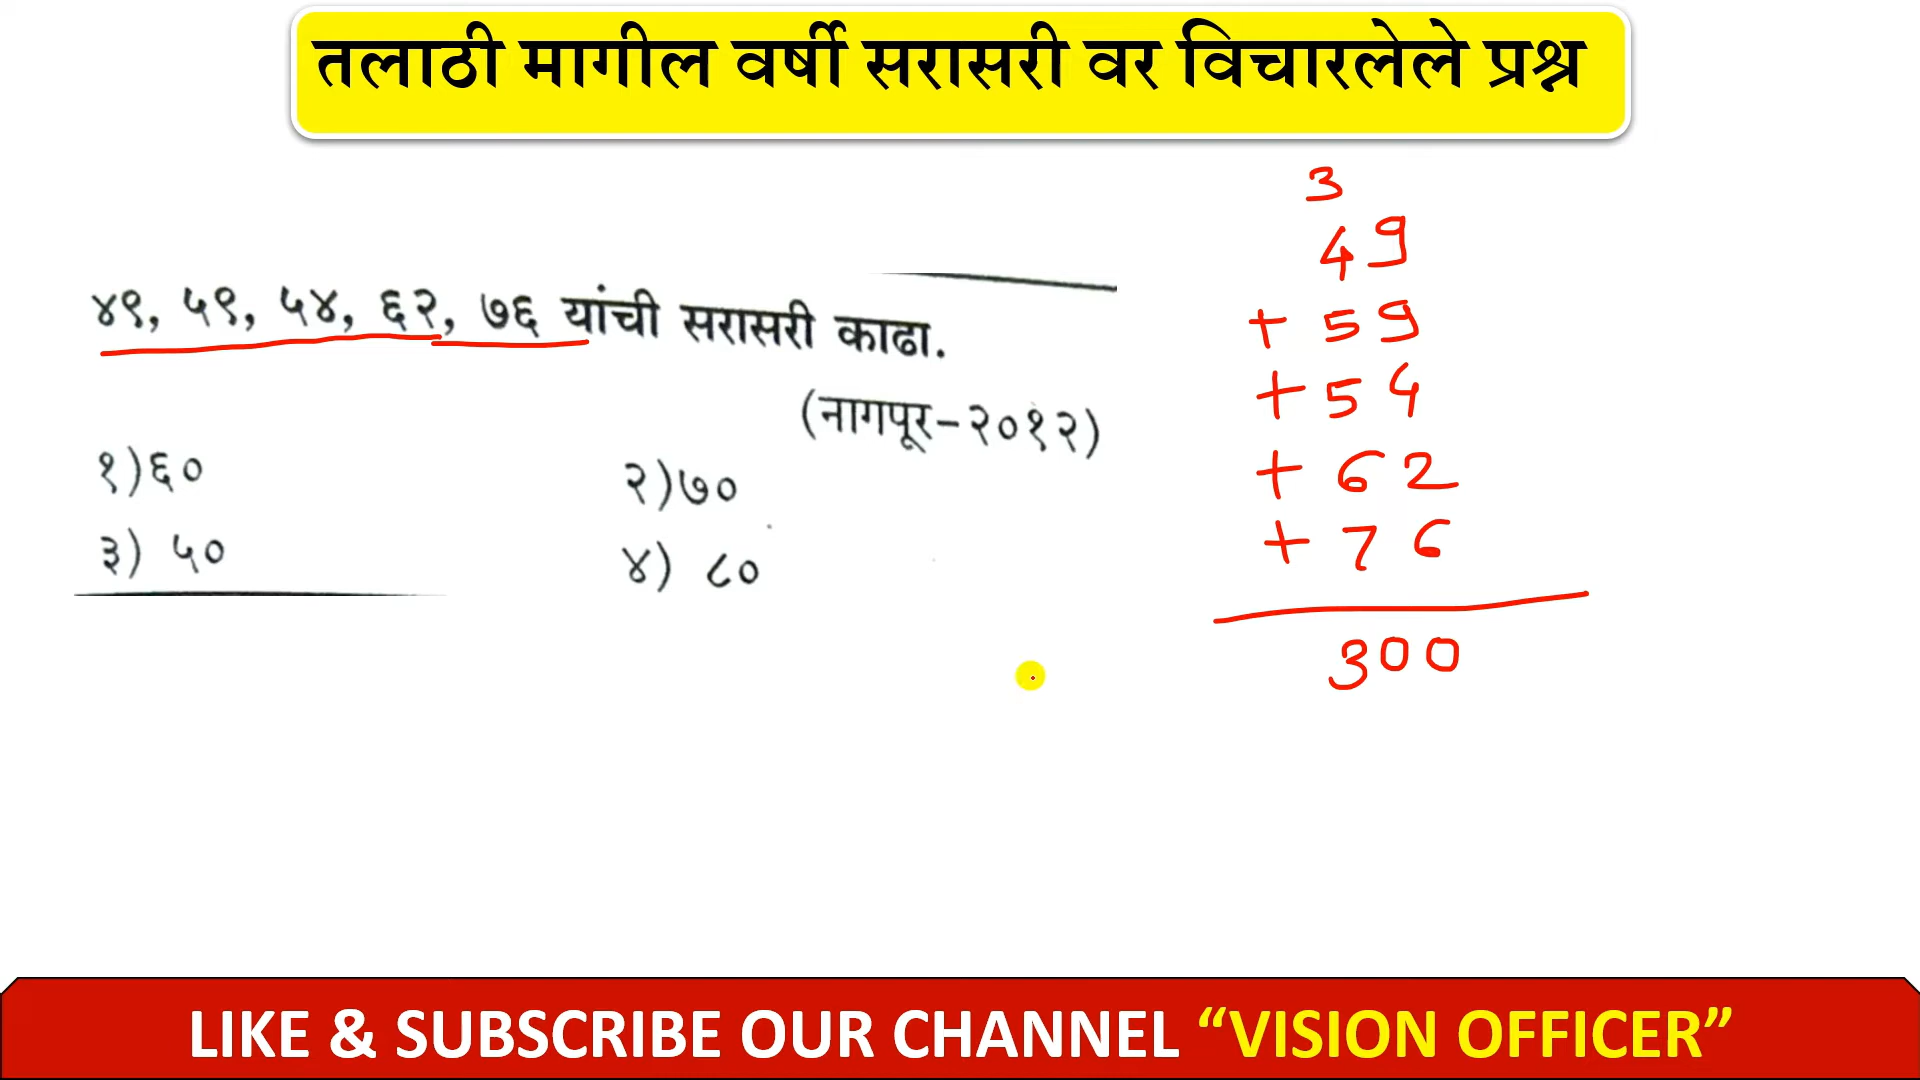 तलाठी मागील वर्षी सरासरी वर विचारलेले प्रश्न
४९, ५९, ५४, ६२, ७६ यांची सरासरी काढा.
(नागपूर-२०१२)
१)६० २)७०
३) ५० ४) ८०
3
49
+ 59
+ 54
+ 62
+ 76
300
LIKE & SUBSCRIBE OUR CHANNEL “VISION OFFICER”